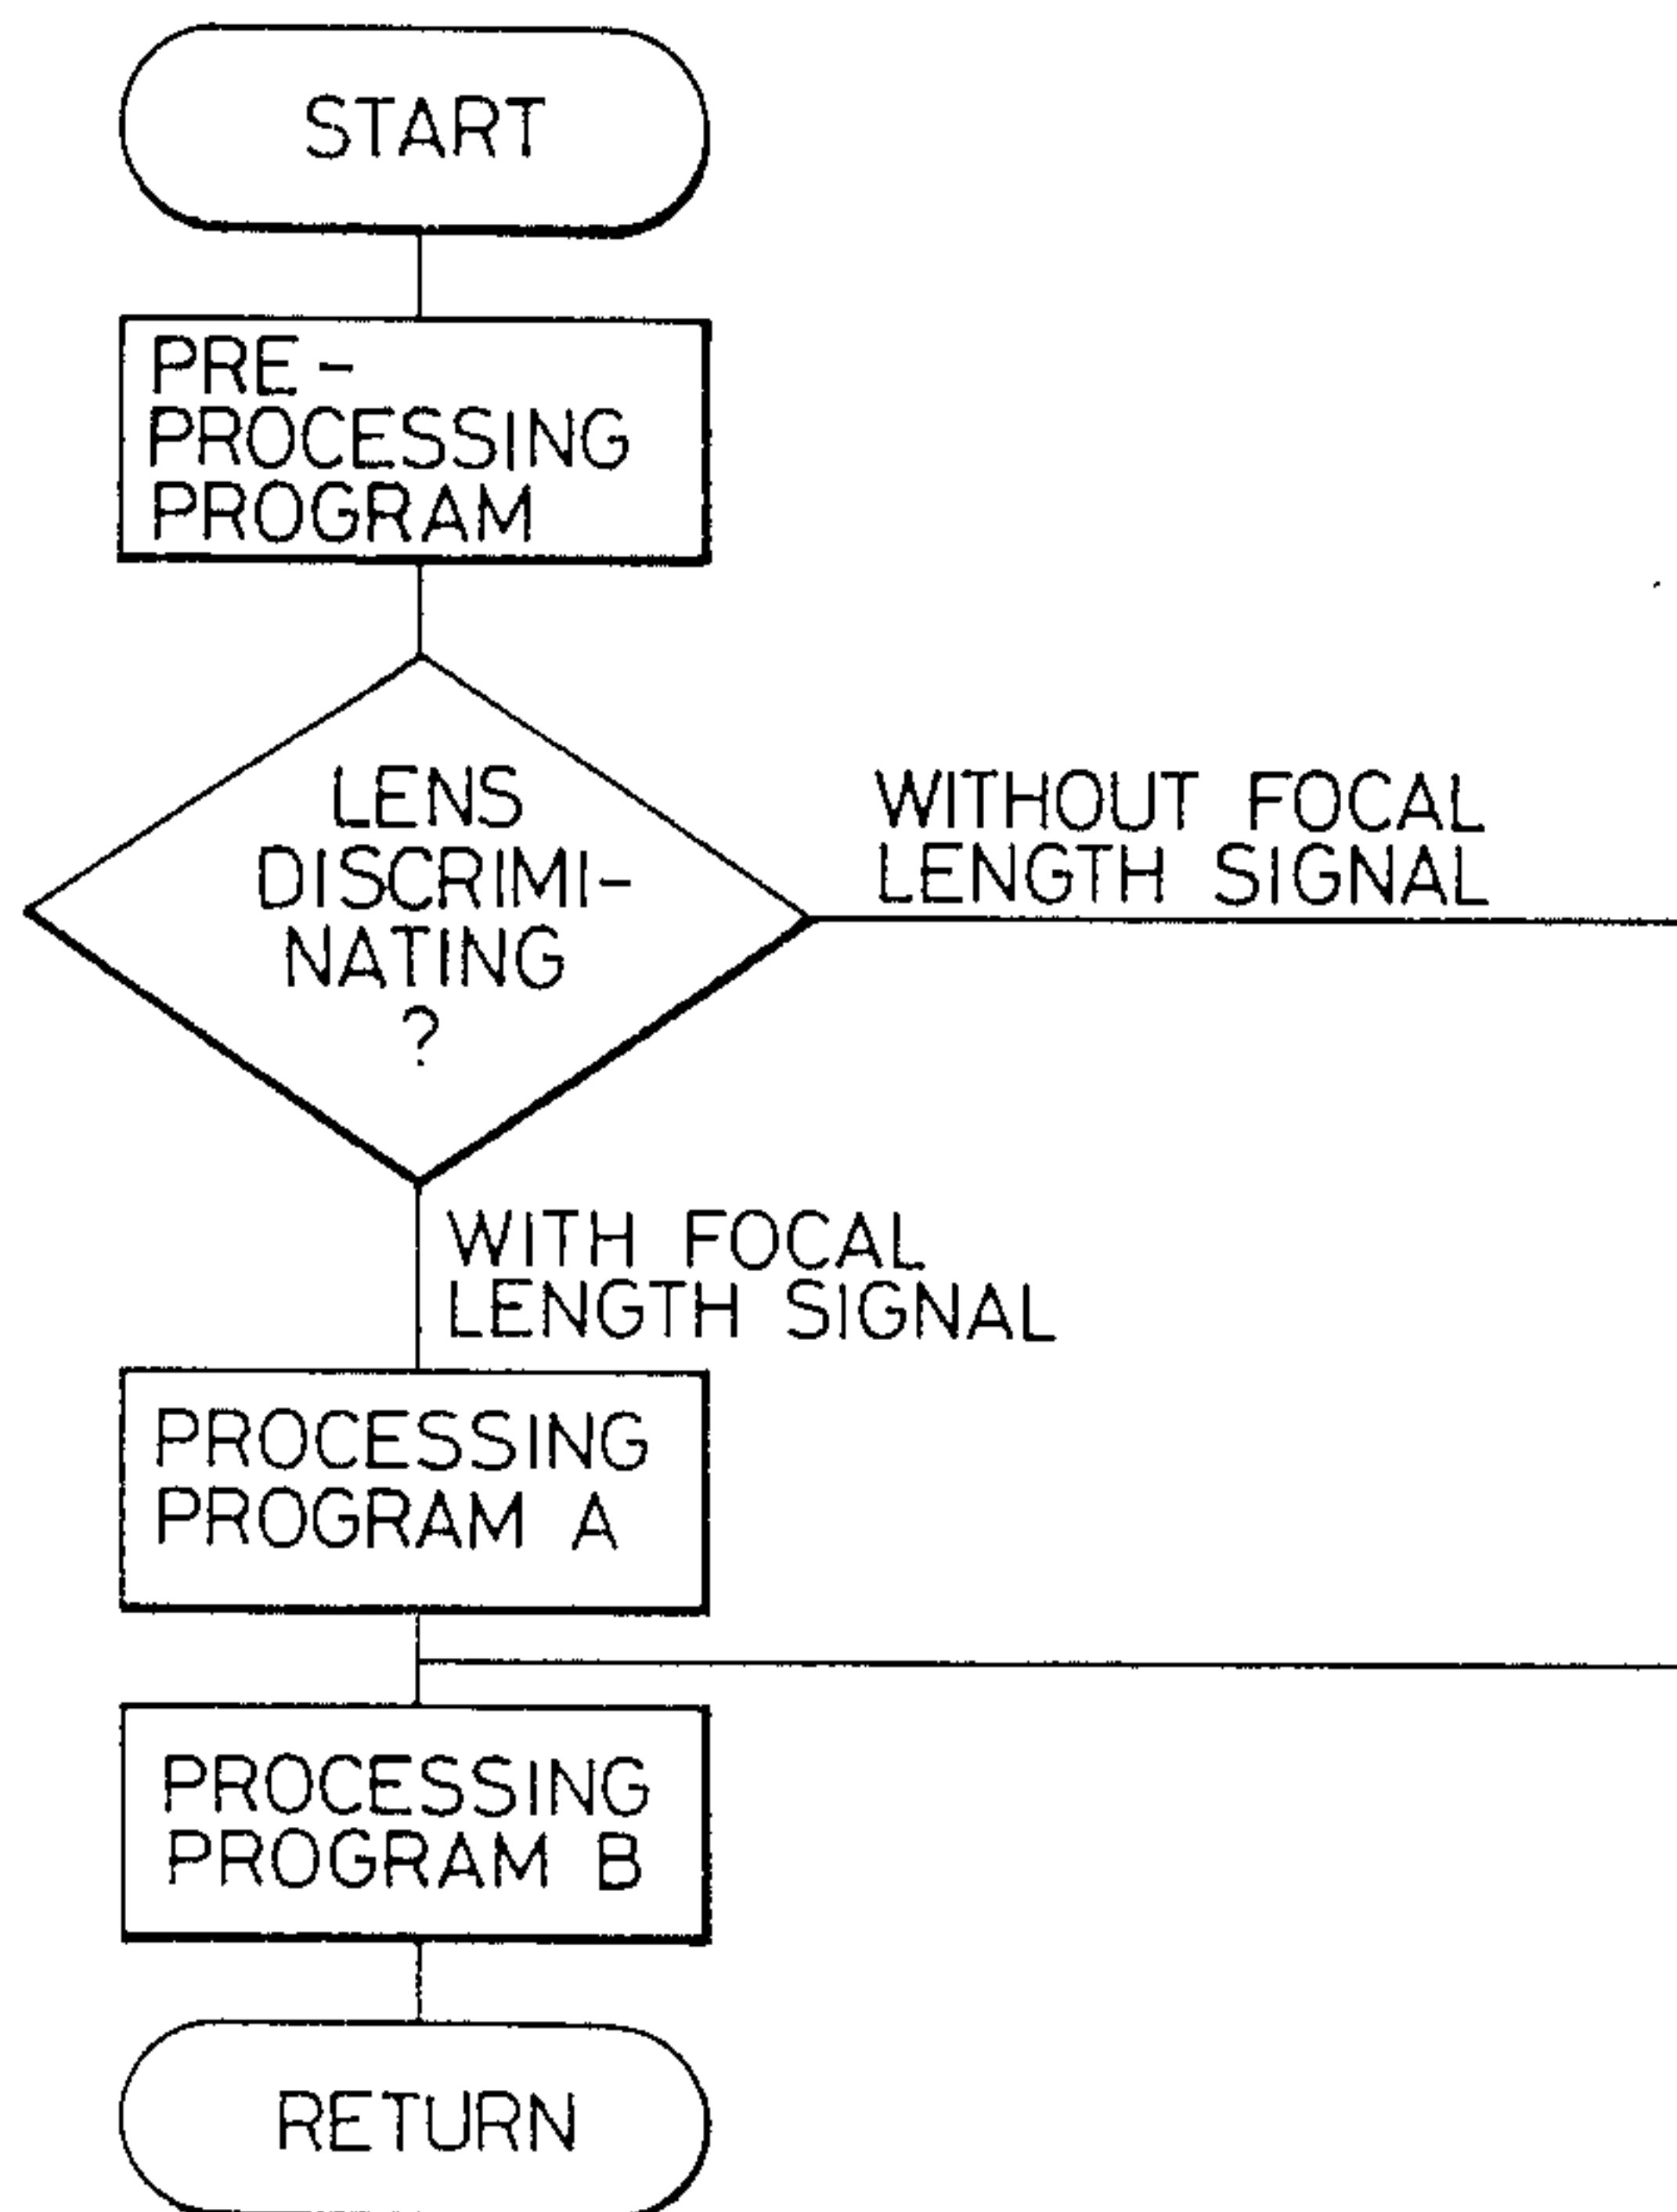 START
PRE-
PROCESSING
PROGRAM
LENS
DISCRIMI-
NATING
?
WITHOUT FOCAL
LENGTH SIGNAL
WITH FOCAL
LENGTH SIGNAL
PROCESSING
PROGRAM A
PROCESSING
PROGRAM B
RETURN